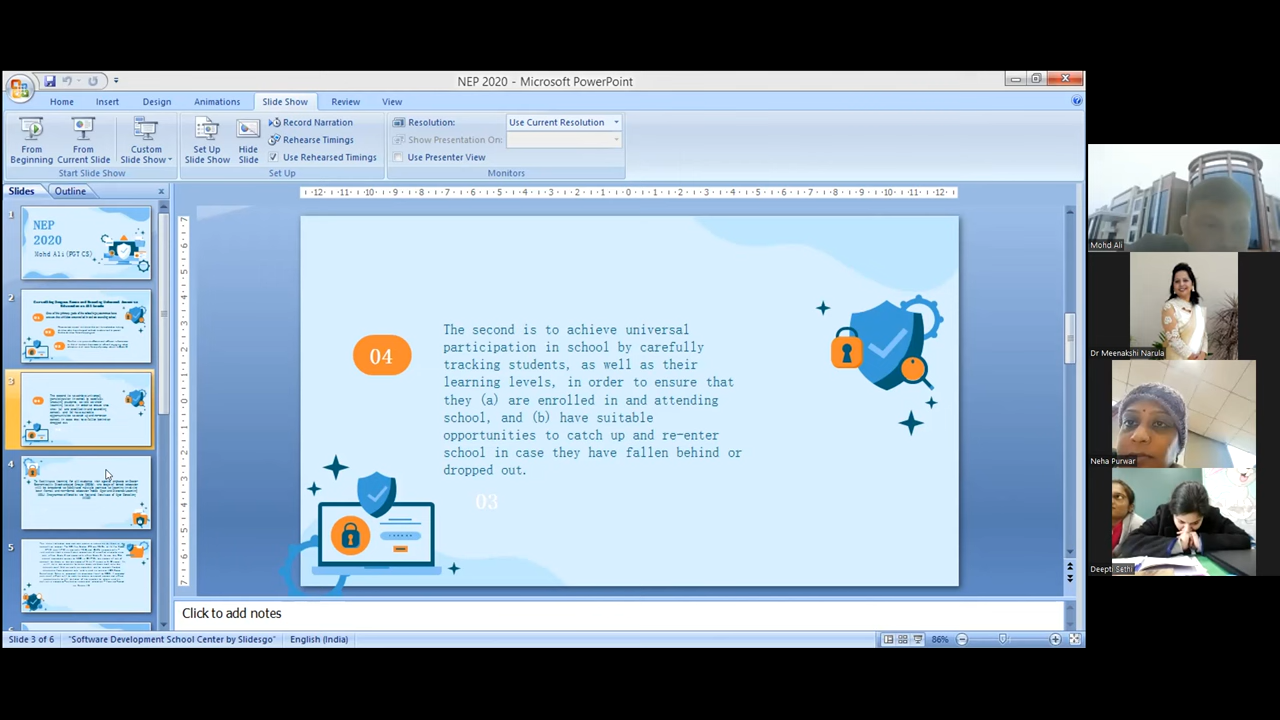 NEP 2020 - Microsoft PowerPoint
Home Insert Design Animations Slide Show Review View
From Beginning
From Current Slide
Custom Slide Show
Start Slide Show
Set Up Slide Show
Hide Slide
Record Narration
Rehearse Timings
Use Rehearsed Timings
Set Up
Resolution: Use Current Resolution
Show Presentation On:
Use Presenter View
Monitors
Slides Outline
1
NEP
2020
Mohd Ali(PGT CS)
2
3
4
5
04
The second is to achieve universal
participation in school by carefully
tracking students, as well as their
learning levels, in order to ensure that
they (a) are enrolled in and attending
school, and (b) have suitable
opportunities to catch up and re-enter
school in case they have fallen behind or
dropped out.
03
Click to add notes
Slide 3 of 6 "Software Development School Center by Slidesgo" English (India) 86%
Mohd Ali
Dr Meenakshi Narula
Neha Purwar
Deepti Sethi